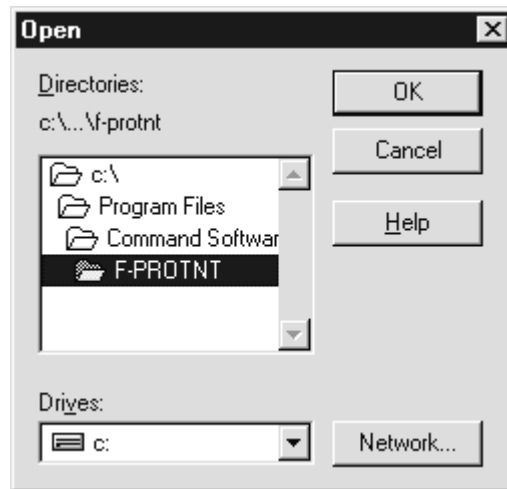 Open
Directories:
c:\...\f-protnt
c:\
Program Files
Command Softwar
F-PROTNT
Drives:
c:
OK
Cancel
Help
Network...